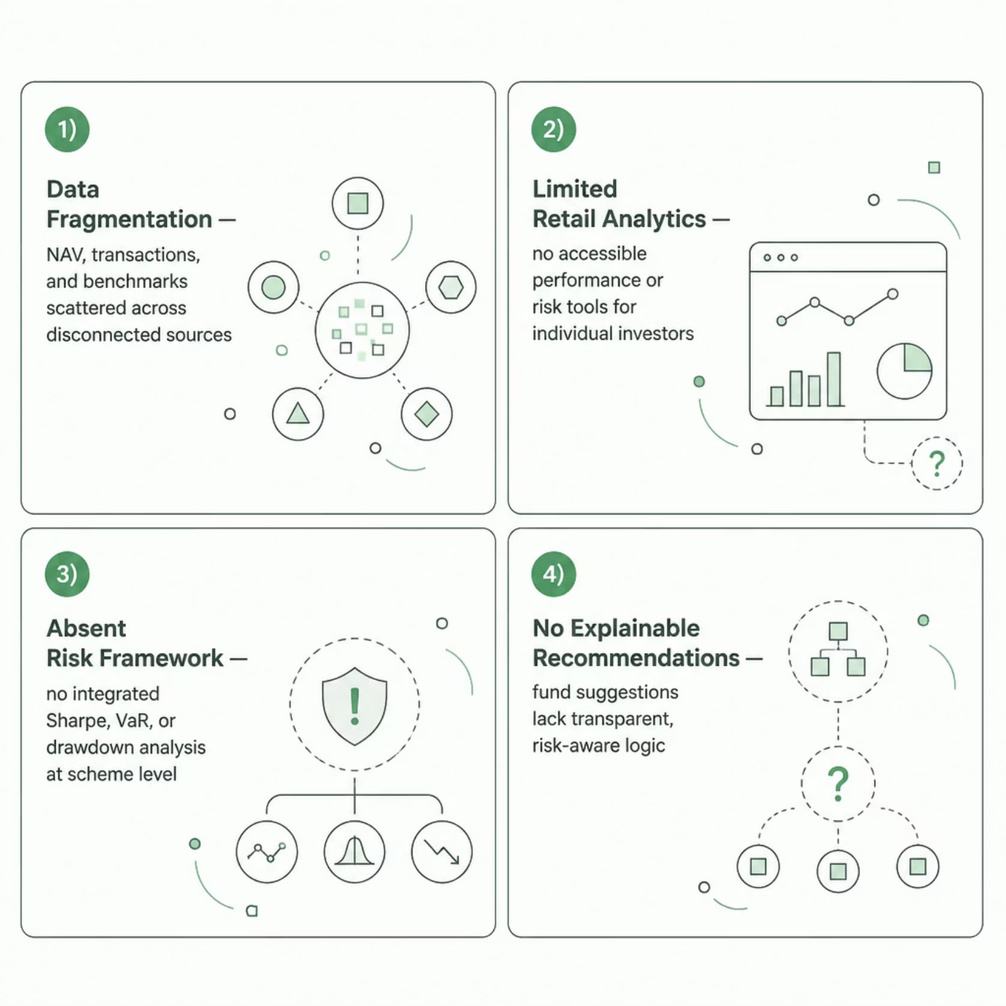 1)
Data
Fragmentation —
NAV, transactions,
and benchmarks
scattered across
disconnected sources
2)
Limited
Retail Analytics —
no accessible
performance or
risk tools for
individual investors
?
3)
Absent
Risk Framework —
no integrated
Sharpe, VaR, or
drawdown analysis
at scheme level
!
4)
No Explainable
Recommendations —
fund suggestions
lack transparent,
risk-aware logic
?